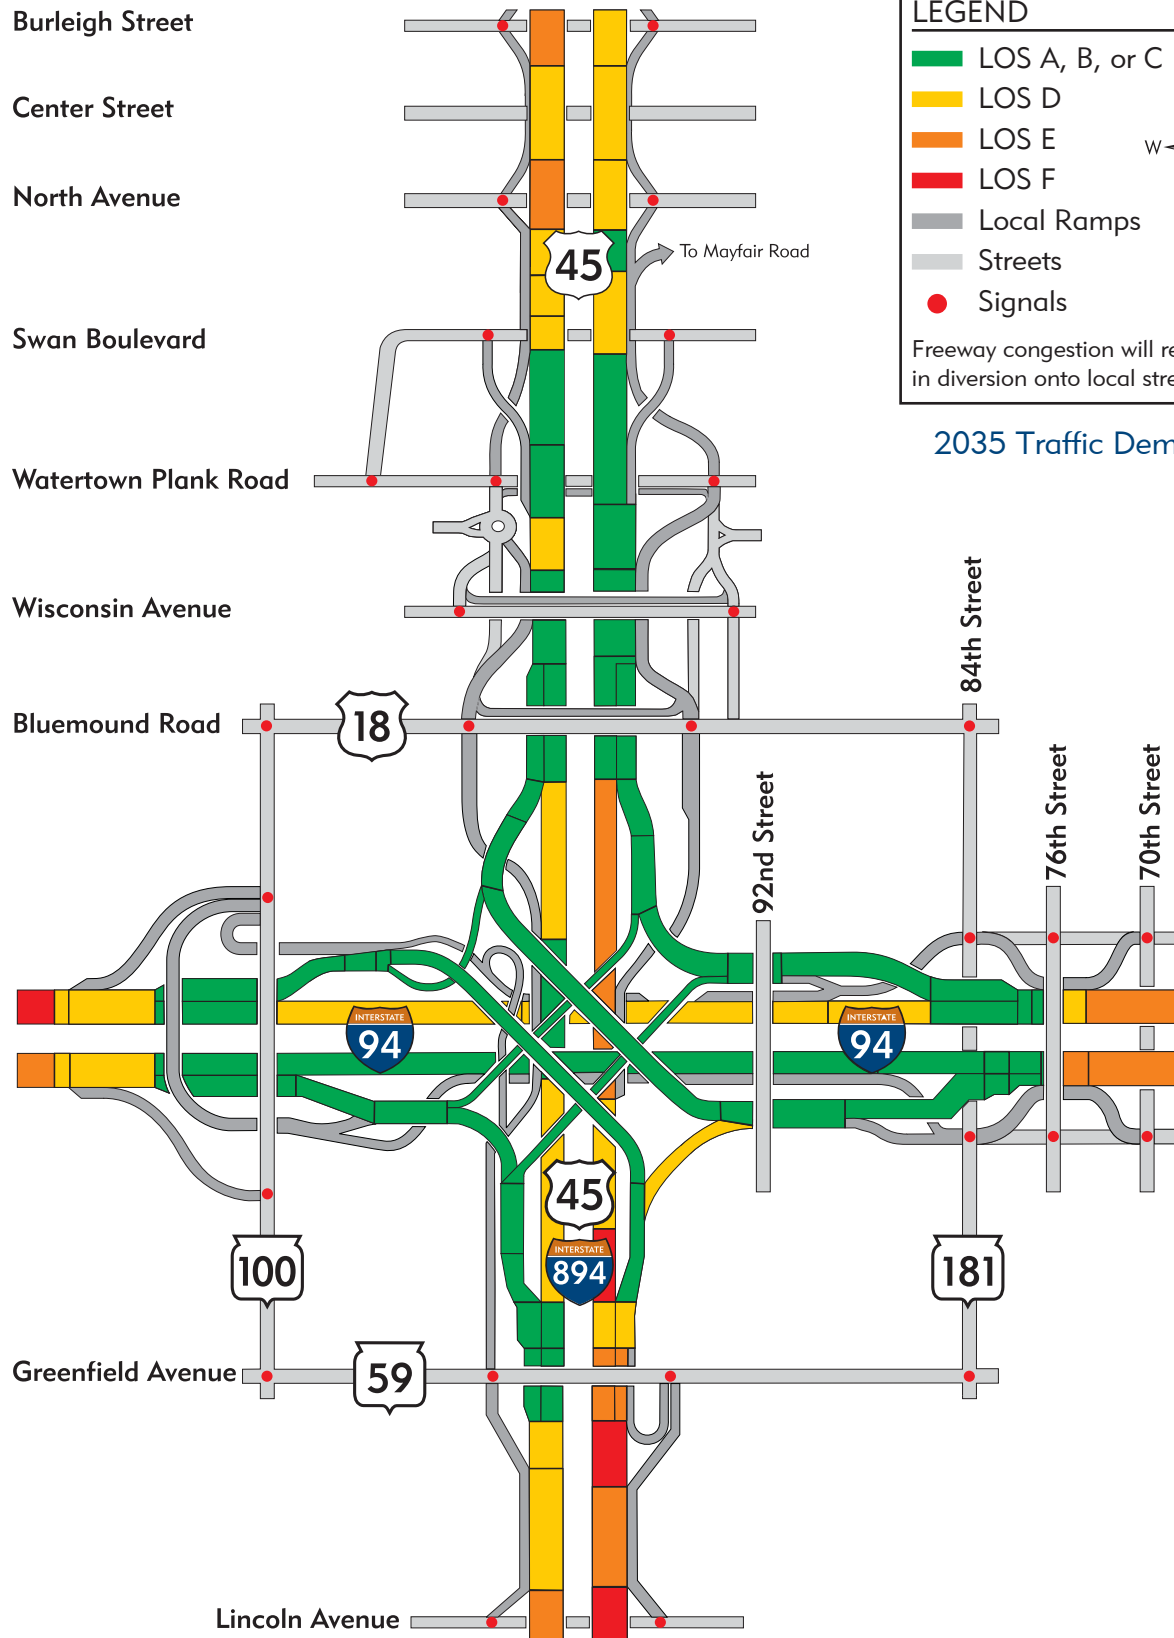 Burleigh Street
Center Street
North Avenue
Swan Boulevard
Watertown Plank Road
Wisconsin Avenue
Bluemound Road
Greenfield Avenue
Lincoln Avenue
LEGEND
LOS A, B, or C
LOS D
LOS E
LOS F
Local Ramps
Streets
Signals
Freeway congestion will
in diversion onto local
W
2035 Traffic
To Mayfair Road
45
18
84th Street
92nd Street
76th Street
70th Street
INTERSTATE
94
INTERSTATE
94
45
INTERSTATE
894
100
181
59